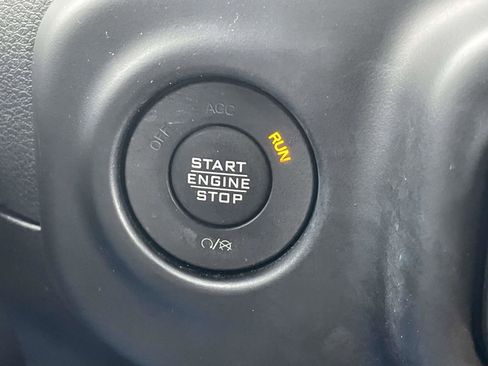 OFF
ACC
RUN
START
ENGINE
STOP